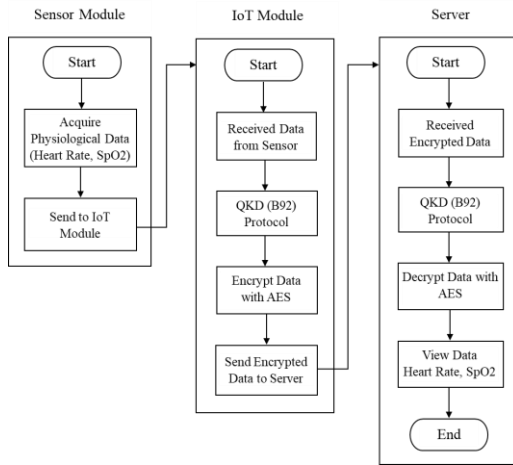 Sensor Module
Start
Acquire
Physiological Data
(Heart Rate, SpO2)
Send to IoT
Module
IoT Module
Start
Received Data
from Sensor
QKD (B92)
Protocol
Encrypt Data
with AES
Send Encrypted
Data to Server
Server
Start
Received
Encrypted Data
QKD (B92)
Protocol
Decrypt Data with
AES
View Data
Heart Rate, SpO2
End